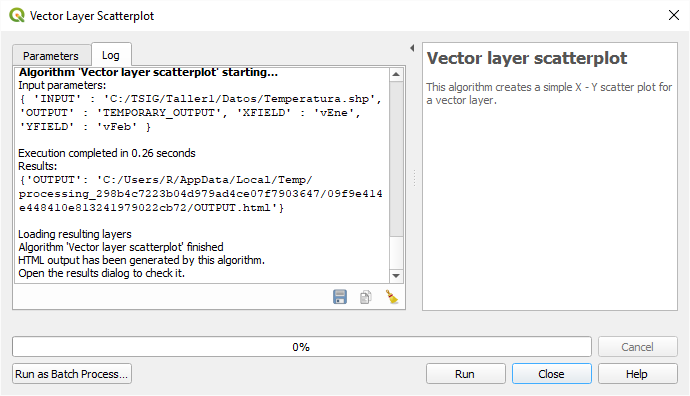 Vector Layer Scatterplot
Parameters
Log
Algorithm 'Vector layer scatterplot' starting...
Input parameters:
{ 'INPUT' : 'C:/TSIG/Taller1/Datos/Temperatura.shp',
'OUTPUT' : 'TEMPORARY_OUTPUT', 'XFIELD' : 'vEne',
'YFIELD' : 'vFeb' }
Execution completed in 0.26 seconds
Results:
{'OUTPUT': 'C:/Users/R/AppData/Local/Temp/
processing_298b4c7223b04d979ad4ce07f7903647/09f9e414
e448410e813241979022cb72/OUTPUT.html'}
Loading resulting layers
Algorithm 'Vector layer scatterplot' finished
HTML output has been generated by this algorithm.
Open the results dialog to check it.
Vector layer scatterplot
This algorithm creates a simple X - Y scatter plot for
a vector layer.
0%
Cancel
Run as Batch Process...
Run
Close
Help